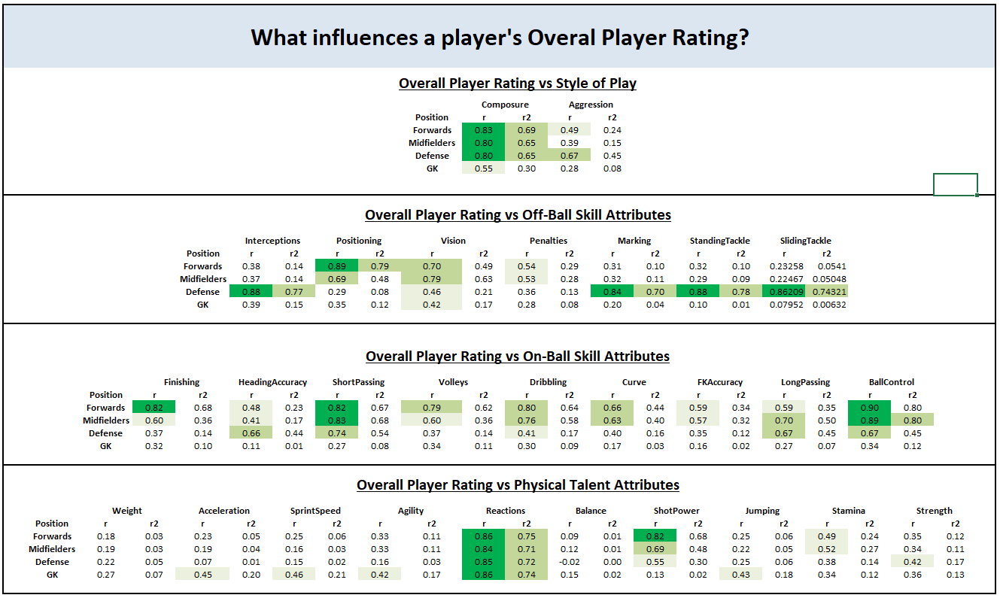 What influences a player's Overal Player Rating?
Overall Player Rating vs Style of Play
Composure Aggression
Position r r2 r r2
Forwards 0.83 0.69 0.49 0.24
Midfielders 0.80 0.65 0.39 0.15
Defense 0.80 0.65 0.67 0.45
GK 0.55 0.30 0.28 0.08
Overall Player Rating vs Off-Ball Skill Attributes
Interceptions Positioning Vision Penalties Marking StandingTackle SlidingTackle
Position r r2 r r2 r r2 r r2 r r2 r r2 r r2
Forwards 0.38 0.14 0.89 0.79 0.70 0.49 0.54 0.29 0.31 0.10 0.32 0.10 0.23258 0.0541
Midfielders 0.37 0.14 0.69 0.48 0.79 0.63 0.53 0.28 0.32 0.11 0.29 0.09 0.22467 0.05048
Defense 0.88 0.77 0.29 0.08 0.46 0.21 0.36 0.13 0.84 0.70 0.88 0.78 0.86209 0.74321
GK 0.39 0.15 0.35 0.12 0.42 0.17 0.28 0.08 0.20 0.04 0.10 0.01 0.07952 0.00632
Overall Player Rating vs On-Ball Skill Attributes
Finishing HeadingAccuracy ShortPassing Volleys Dribbling Curve FKAccuracy LongPassing BallControl
Position r r2 r r2 r r2 r r2 r r2 r r2 r r2 r r2 r r2
Forwards 0.82 0.68 0.48 0.23 0.82 0.67 0.79 0.62 0.80 0.64 0.66 0.44 0.59 0.34 0.59 0.35 0.90 0.80
Midfielders 0.60 0.36 0.41 0.17 0.83 0.68 0.60 0.36 0.76 0.58 0.63 0.40 0.57 0.32 0.70 0.50 0.89 0.80
Defense 0.37 0.14 0.66 0.44 0.74 0.54 0.37 0.14 0.41 0.17 0.40 0.16 0.35 0.12 0.67 0.45 0.67 0.45
GK 0.32 0.10 0.11 0.01 0.27 0.08 0.34 0.11 0.30 0.09 0.17 0.03 0.16 0.02 0.27 0.07 0.34 0.12
Overall Player Rating vs Physical Talent Attributes
Weight Acceleration SprintSpeed Agility Reactions Balance ShotPower Jumping Stamina Strength
Position r r2 r r2 r r2 r r2 r r2 r r2 r r2 r r2 r r2 r r2
Forwards 0.18 0.03 0.23 0.05 0.25 0.06 0.33 0.11 0.86 0.75 0.09 0.01 0.82 0.68 0.25 0.06 0.49 0.24 0.35 0.12
Midfielders 0.19 0.03 0.19 0.04 0.16 0.03 0.33 0.11 0.84 0.71 0.12 0.01 0.69 0.48 0.22 0.05 0.52 0.27 0.34 0.11
Defense 0.22 0.05 0.07 0.01 0.15 0.02 0.16 0.03 0.85 0.72 -0.02 0.00 0.55 0.30 0.25 0.06 0.38 0.14 0.42 0.17
GK 0.27 0.07 0.45 0.20 0.46 0.21 0.42 0.17 0.86 0.74 0.15 0.02 0.13 0.02 0.43 0.18 0.34 0.12 0.36 0.13